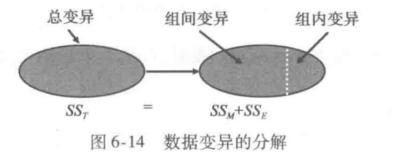 总变异 组间变异 组内变异
SS_T = SS_M+SS_E
图6-14 数据变异的分解